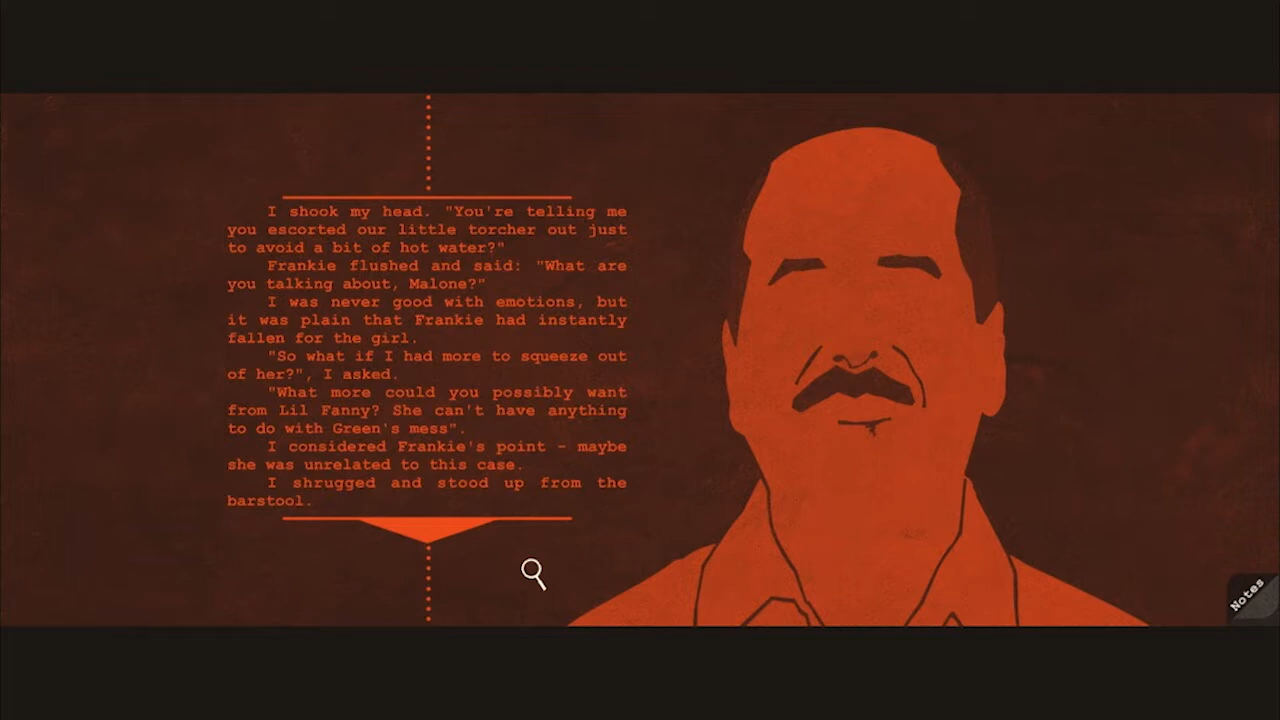 I shook my head. "You're telling me
you escorted our little torcher out just
to avoid a bit of hot water?"
Frankie flushed and said: "What are
you talking about, Malone?"
I was never good with emotions, but
it was plain that Frankie had instantly
fallen for the girl.
"So what if I had more to squeeze out
of her?", I asked.
"What more could you possibly want
from Lil Fanny? She can't have anything
to do with Green's mess".
I considered Frankie's point - maybe
she was unrelated to this case.
I shrugged and stood up from the
barstool.
Notes